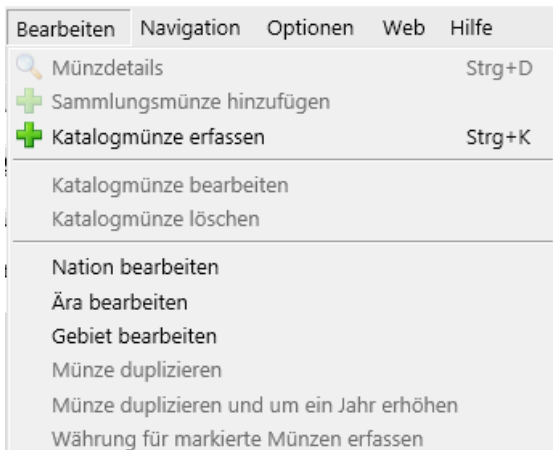 Bearbeiten Navigation Optionen Web Hilfe
Münzdetails Strg+D
Sammlungsmünze hinzufügen
Katalogmünze erfassen Strg+K
Katalogmünze bearbeiten
Katalogmünze löschen
Nation bearbeiten
Ära bearbeiten
Gebiet bearbeiten
Münze duplizieren
Münze duplizieren und um ein Jahr erhöhen
Währung für markierte Münzen erfassen